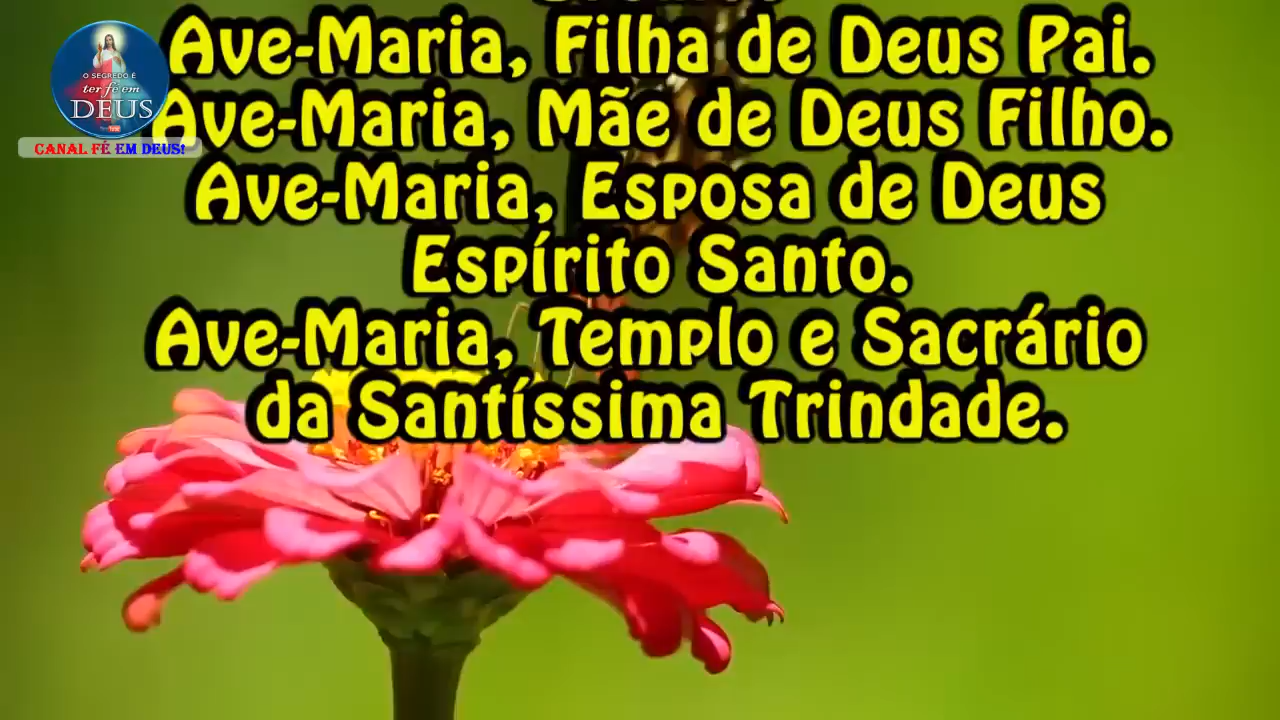 Ave-Maria, Filha de Deus Pai.
Ave-Maria, Mãe de Deus Filho.
Ave-Maria, Esposa de Deus
Espírito Santo.
Ave-Maria, Templo e Sacrário
da Santíssima Trindade.
O SEGREDO É
ter fé em
DEUS
CANAL FÉ EM DEUS!